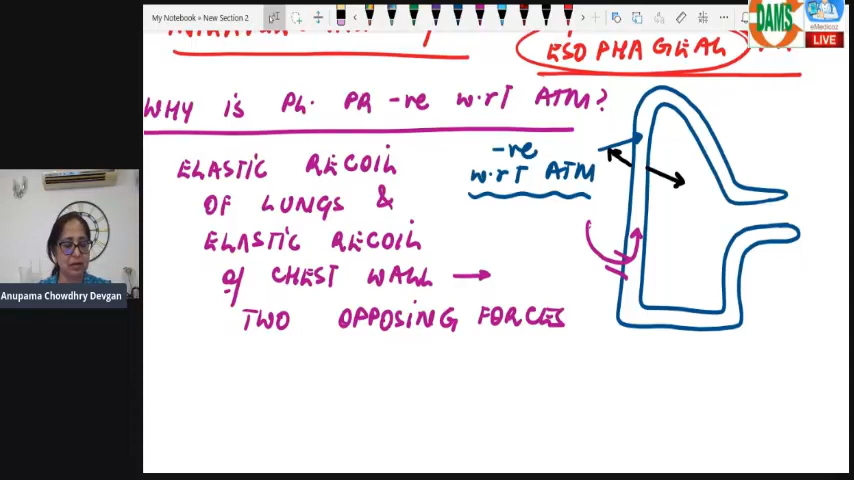 My Notebook » New Section 2
DAMS
eMedicoz
LIVE
ESOPHAGEAL
WHY is PL. PR -ve w.r.T ATM?
-ve
w.r.T ATM
ELASTIC RECOIL
OF LUNGS &
ELASTIC RECOIL
of CHEST WALL →
TWO OPPOSING FORCES
Anupama Chowdhry Devgan